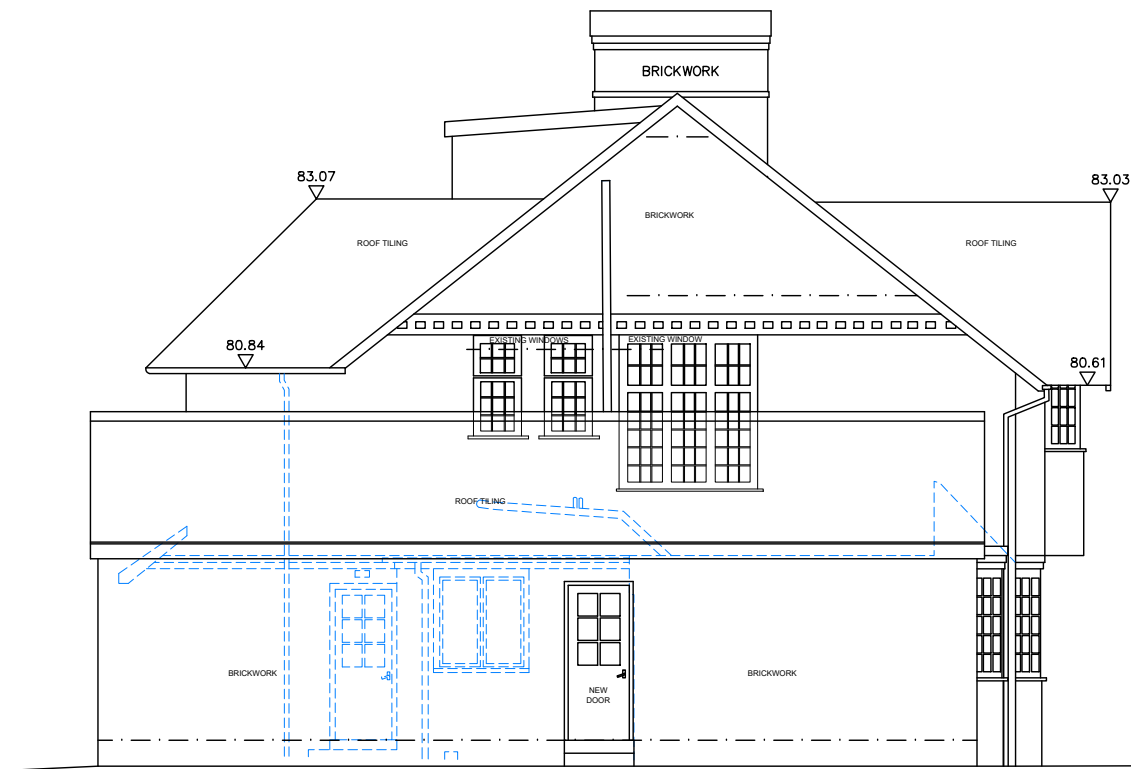 BRICKWORK
83.07
83.03
BRICKWORK
ROOF TILING
ROOF TILING
EXISTING WINDOWS
EXISTING WINDOW
80.84
80.61
ROOF TILING
BRICKWORK
BRICKWORK
NEW
DOOR